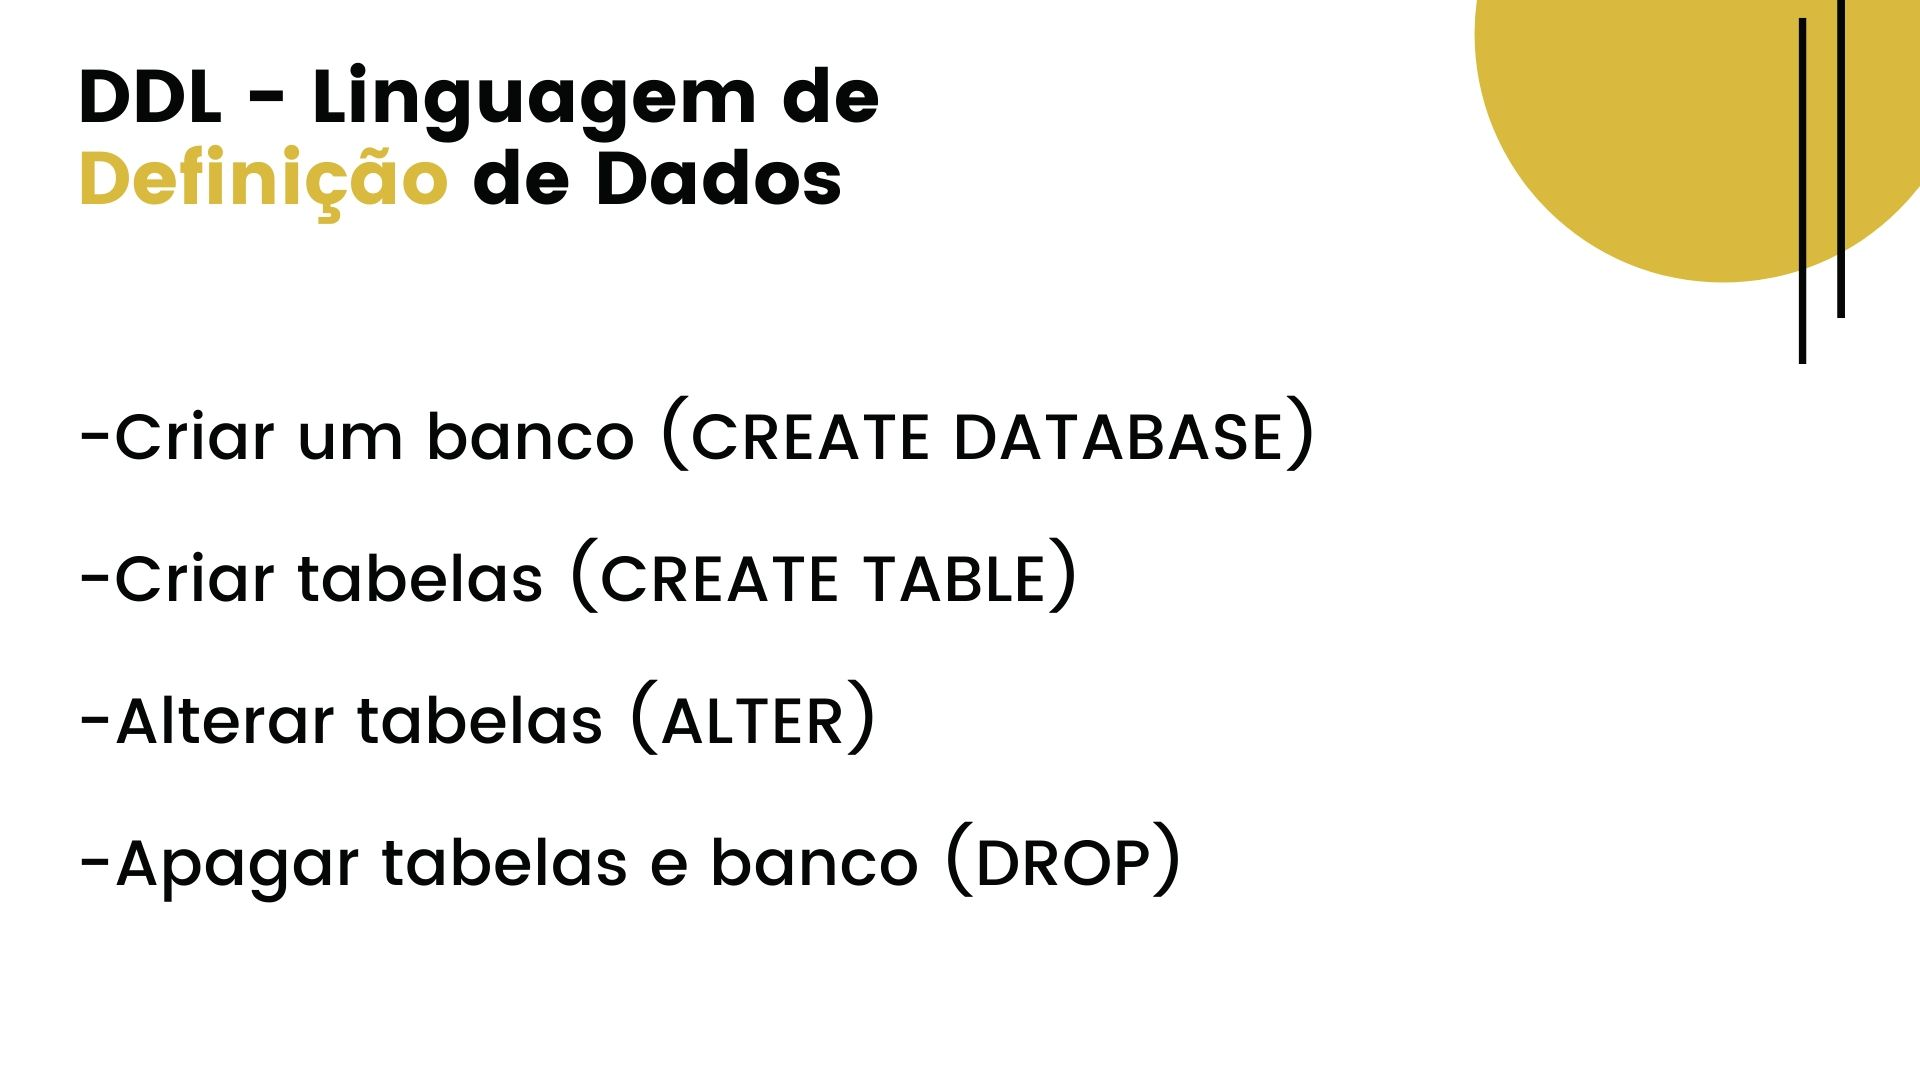 DDL - Linguagem de
Definição de Dados
-Criar um banco (CREATE DATABASE)
-Criar tabelas (CREATE TABLE)
-Alterar tabelas (ALTER)
-Apagar tabelas e banco (DROP)